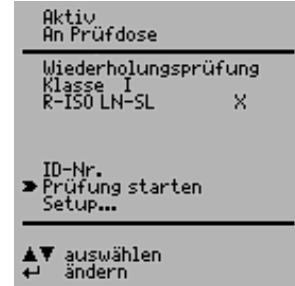 Aktiv
An Prüfdose
Wiederholungsprüfung
Klasse I
R-ISO LN-SL X
ID-Nr.
Prüfung starten
Setup...
▲▼ auswählen
↵ ändern